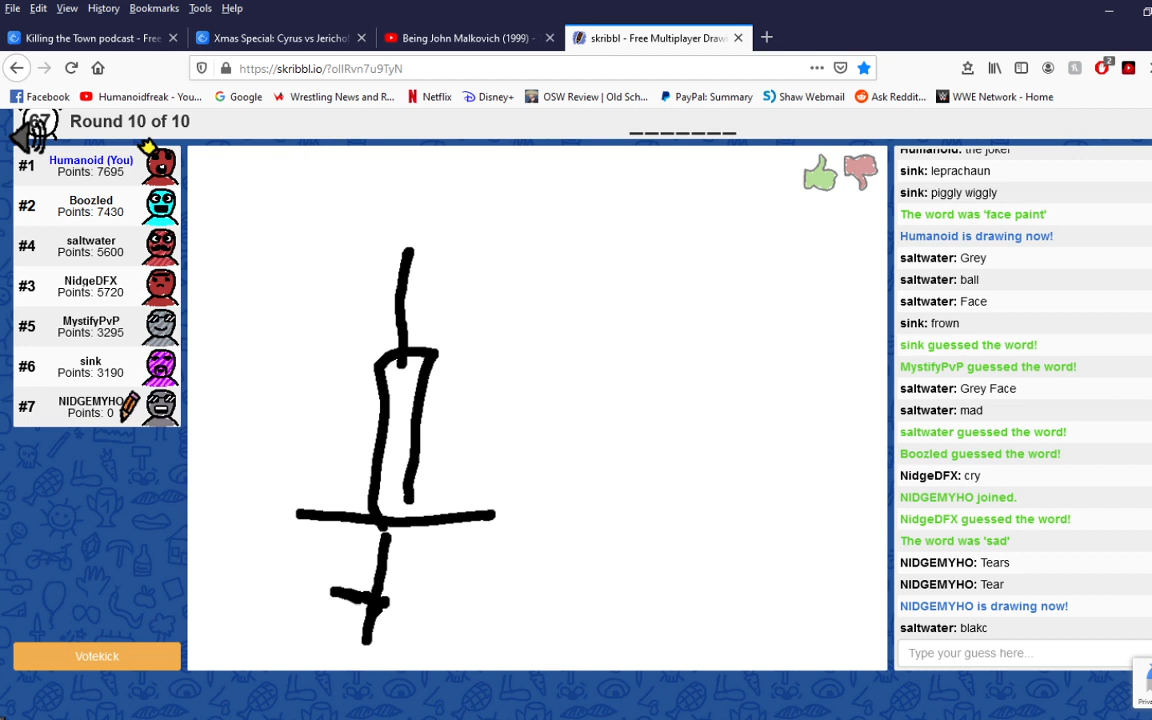 File Edit View History Bookmarks Tools Help
Killing the Town podcast - Free
Xmas Special: Cyrus vs Jericho!
Being John Malkovich (1999) -
skribbl - Free Multiplayer Draw
https://skribbl.io/?olIRvn7u9TyN
2
Facebook Humanoidfreak - You... Google Wrestling News and R... Netflix Disney+ OSW Review | Old Sch... PayPal: Summary Shaw Webmail Ask Reddit... WWE Network - Home
67 Round 10 of 10 _______
#1 Humanoid (You)
Points: 7695
#2 Boozled
Points: 7430
#4 saltwater
Points: 5600
#3 NidgeDFX
Points: 5720
#5 MystifyPvP
Points: 3295
#6 sink
Points: 3190
#7 NIDGEMYHO
Points: 0
Votekick
Humanoid: the joker
sink: leprachaun
sink: piggly wiggly
The word was 'face paint'
Humanoid is drawing now!
saltwater: Grey
saltwater: ball
saltwater: Face
sink: frown
sink guessed the word!
MystifyPvP guessed the word!
saltwater: Grey Face
saltwater: mad
saltwater guessed the word!
Boozled guessed the word!
NidgeDFX: cry
NIDGEMYHO joined.
NidgeDFX guessed the word!
The word was 'sad'
NIDGEMYHO: Tears
NIDGEMYHO: Tear
NIDGEMYHO is drawing now!
saltwater: blakc
Type your guess here...